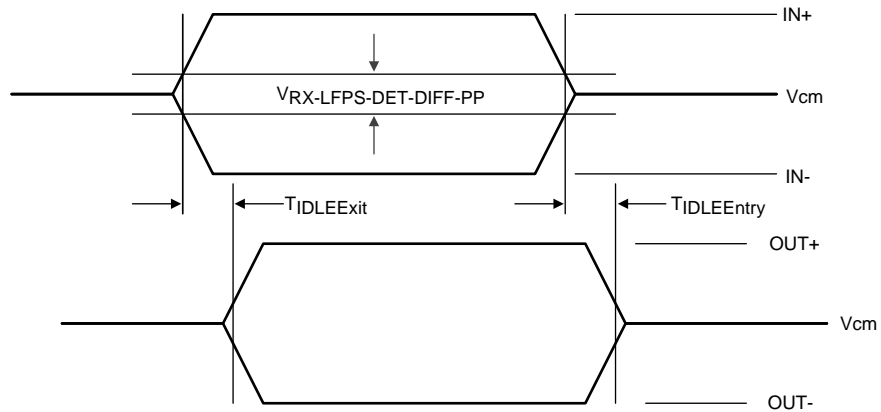 IN+
VRX-LFPS-DET-DIFF-PP
Vcm
IN-
TIDLEExit
TIDLEEntry
OUT+
Vcm
OUT-